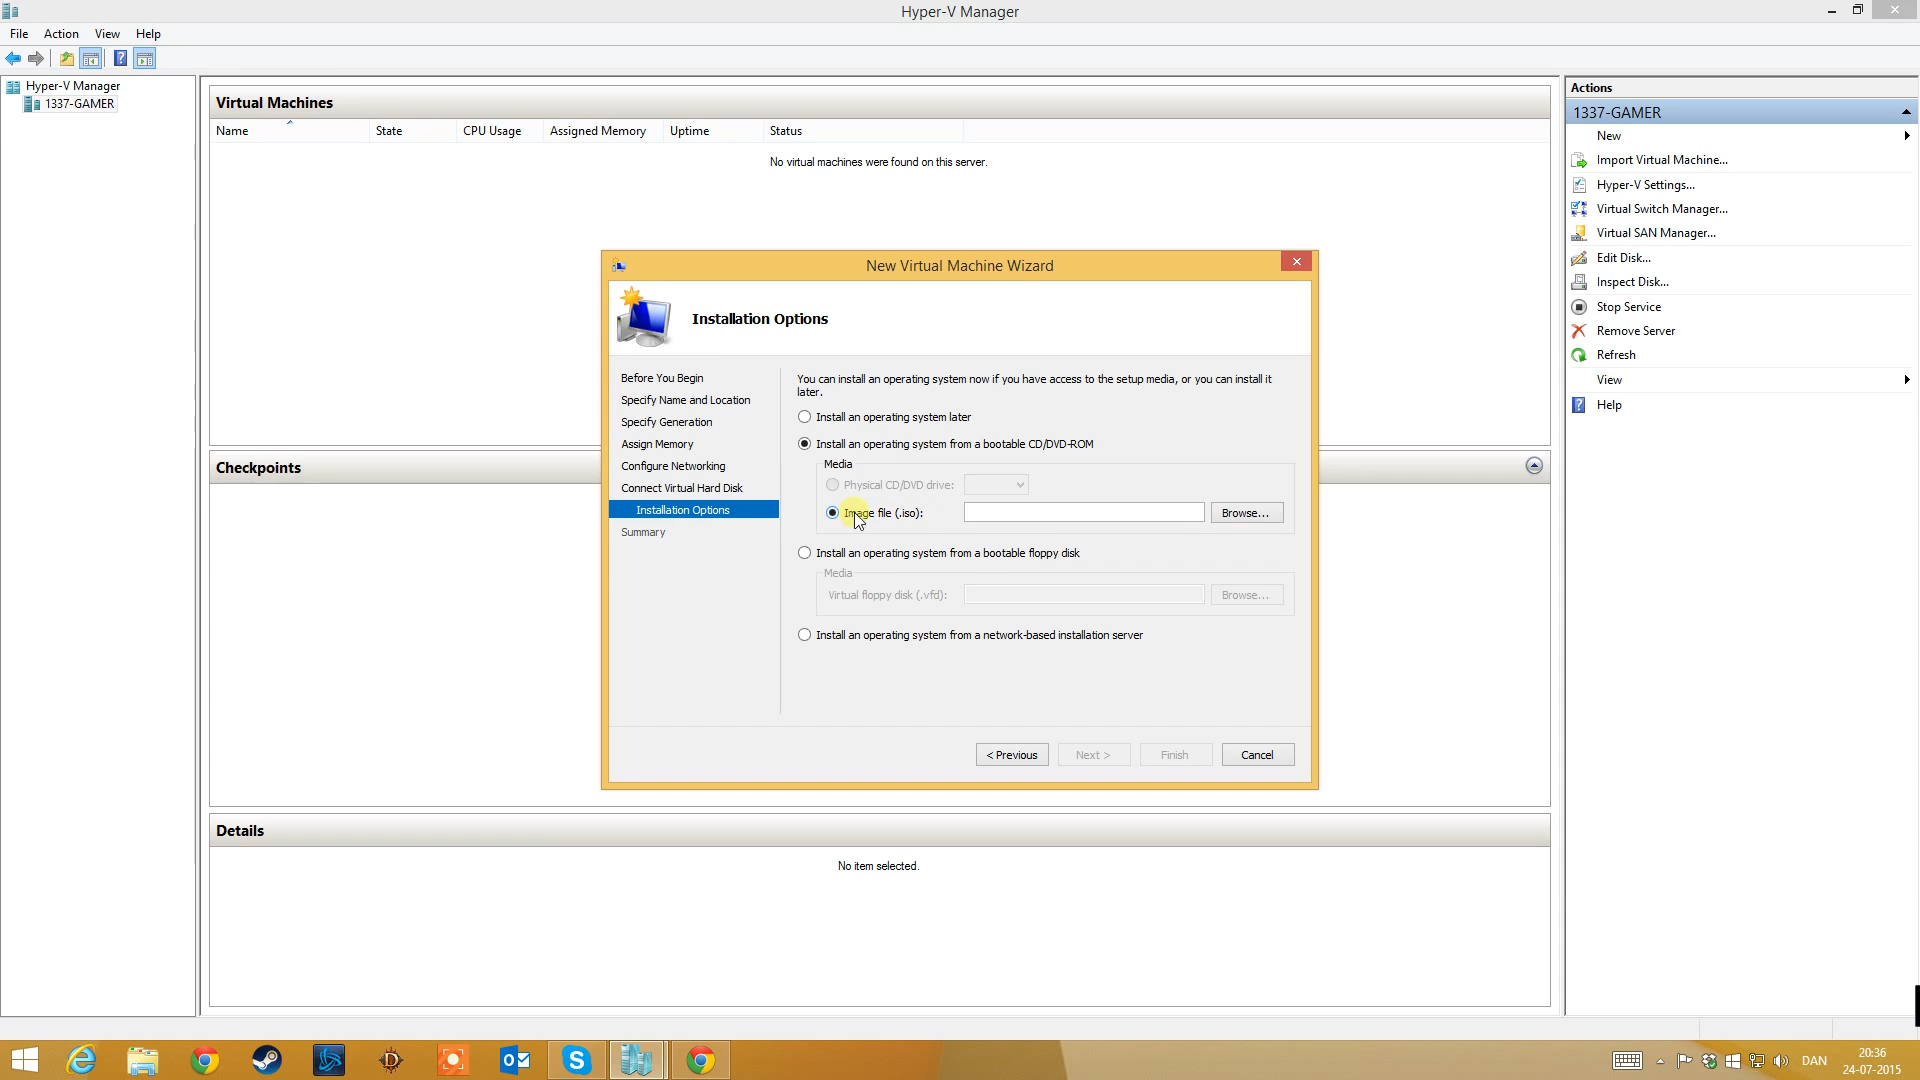 Hyper-V Manager
File Action View Help
Hyper-V Manager
1337-GAMER
Virtual Machines
Name State CPU Usage Assigned Memory Uptime Status
No virtual machines were found on this server.
Checkpoints
Details
No item selected.
New Virtual Machine Wizard
Installation Options
Before You Begin
Specify Name and Location
Specify Generation
Assign Memory
Configure Networking
Connect Virtual Hard Disk
Installation Options
Summary
You can install an operating system now if you have access to the setup media, or you can install it
later.
Install an operating system later
Install an operating system from a bootable CD/DVD-ROM
Media
Physical CD/DVD drive:
Image file (.iso): Browse...
Install an operating system from a bootable floppy disk
Media
Virtual floppy disk (.vfd): Browse...
Install an operating system from a network-based installation server
< Previous Next > Finish Cancel
Actions
1337-GAMER
New
Import Virtual Machine...
Hyper-V Settings...
Virtual Switch Manager...
Virtual SAN Manager...
Edit Disk...
Inspect Disk...
Stop Service
Remove Server
Refresh
View
Help
DAN
20:36
24-07-2015